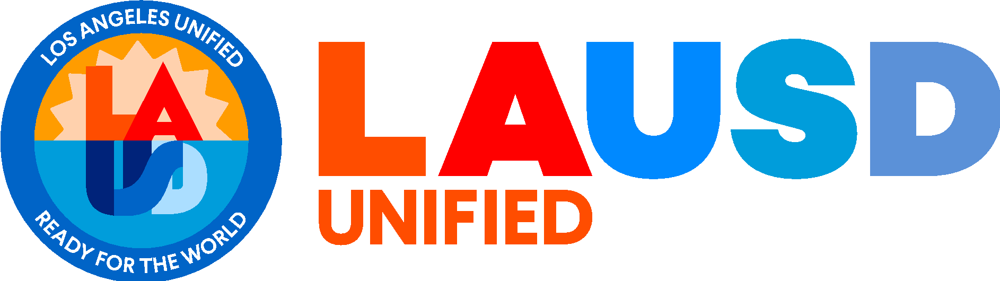 LOS ANGELES UNIFIED
LAUSD
READY FOR THE WORLD
LAUSD
UNIFIED